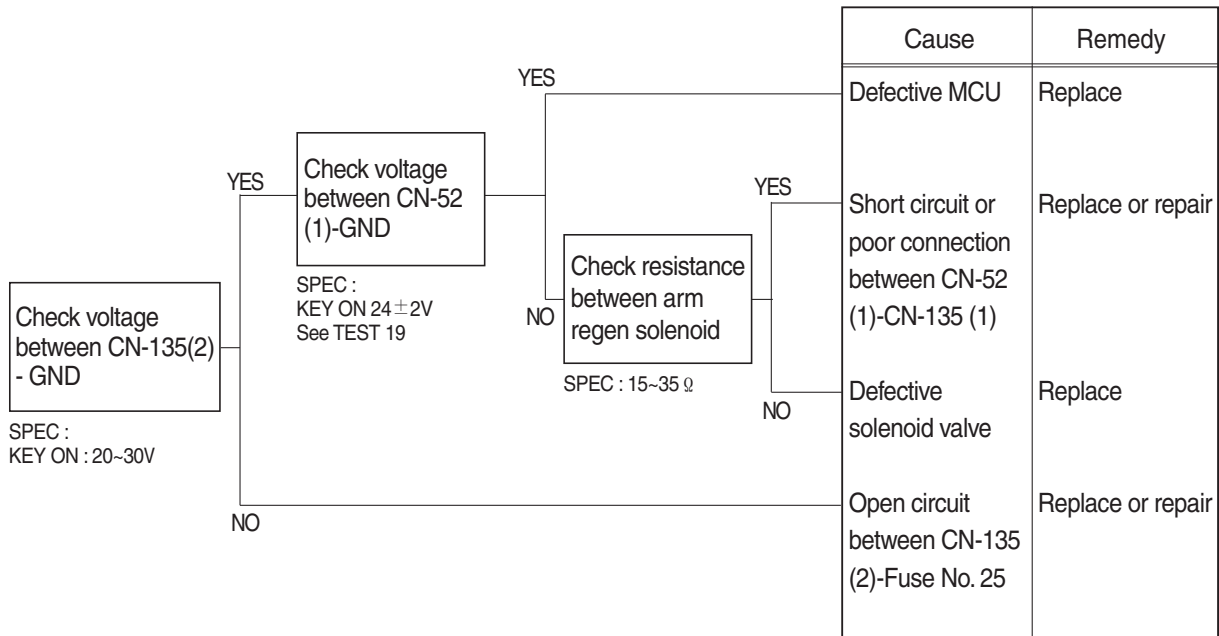 Cause
Remedy
YES
Defective MCU
Replace
Check voltage
between CN-52
(1)-GND
YES
YES
Short circuit or
poor connection
between CN-52
(1)-CN-135 (1)
Replace or repair
SPEC :
KEY ON 24±2V
See TEST 19
NO
Check resistance
between arm
regen solenoid
SPEC : 15~35 Ω
Check voltage
between CN-135(2)
- GND
SPEC :
KEY ON : 20~30V
NO
Defective
solenoid valve
Replace
NO
Open circuit
between CN-135
(2)-Fuse No. 25
Replace or repair